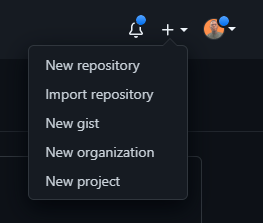 New repository
Import repository
New gist
New organization
New project